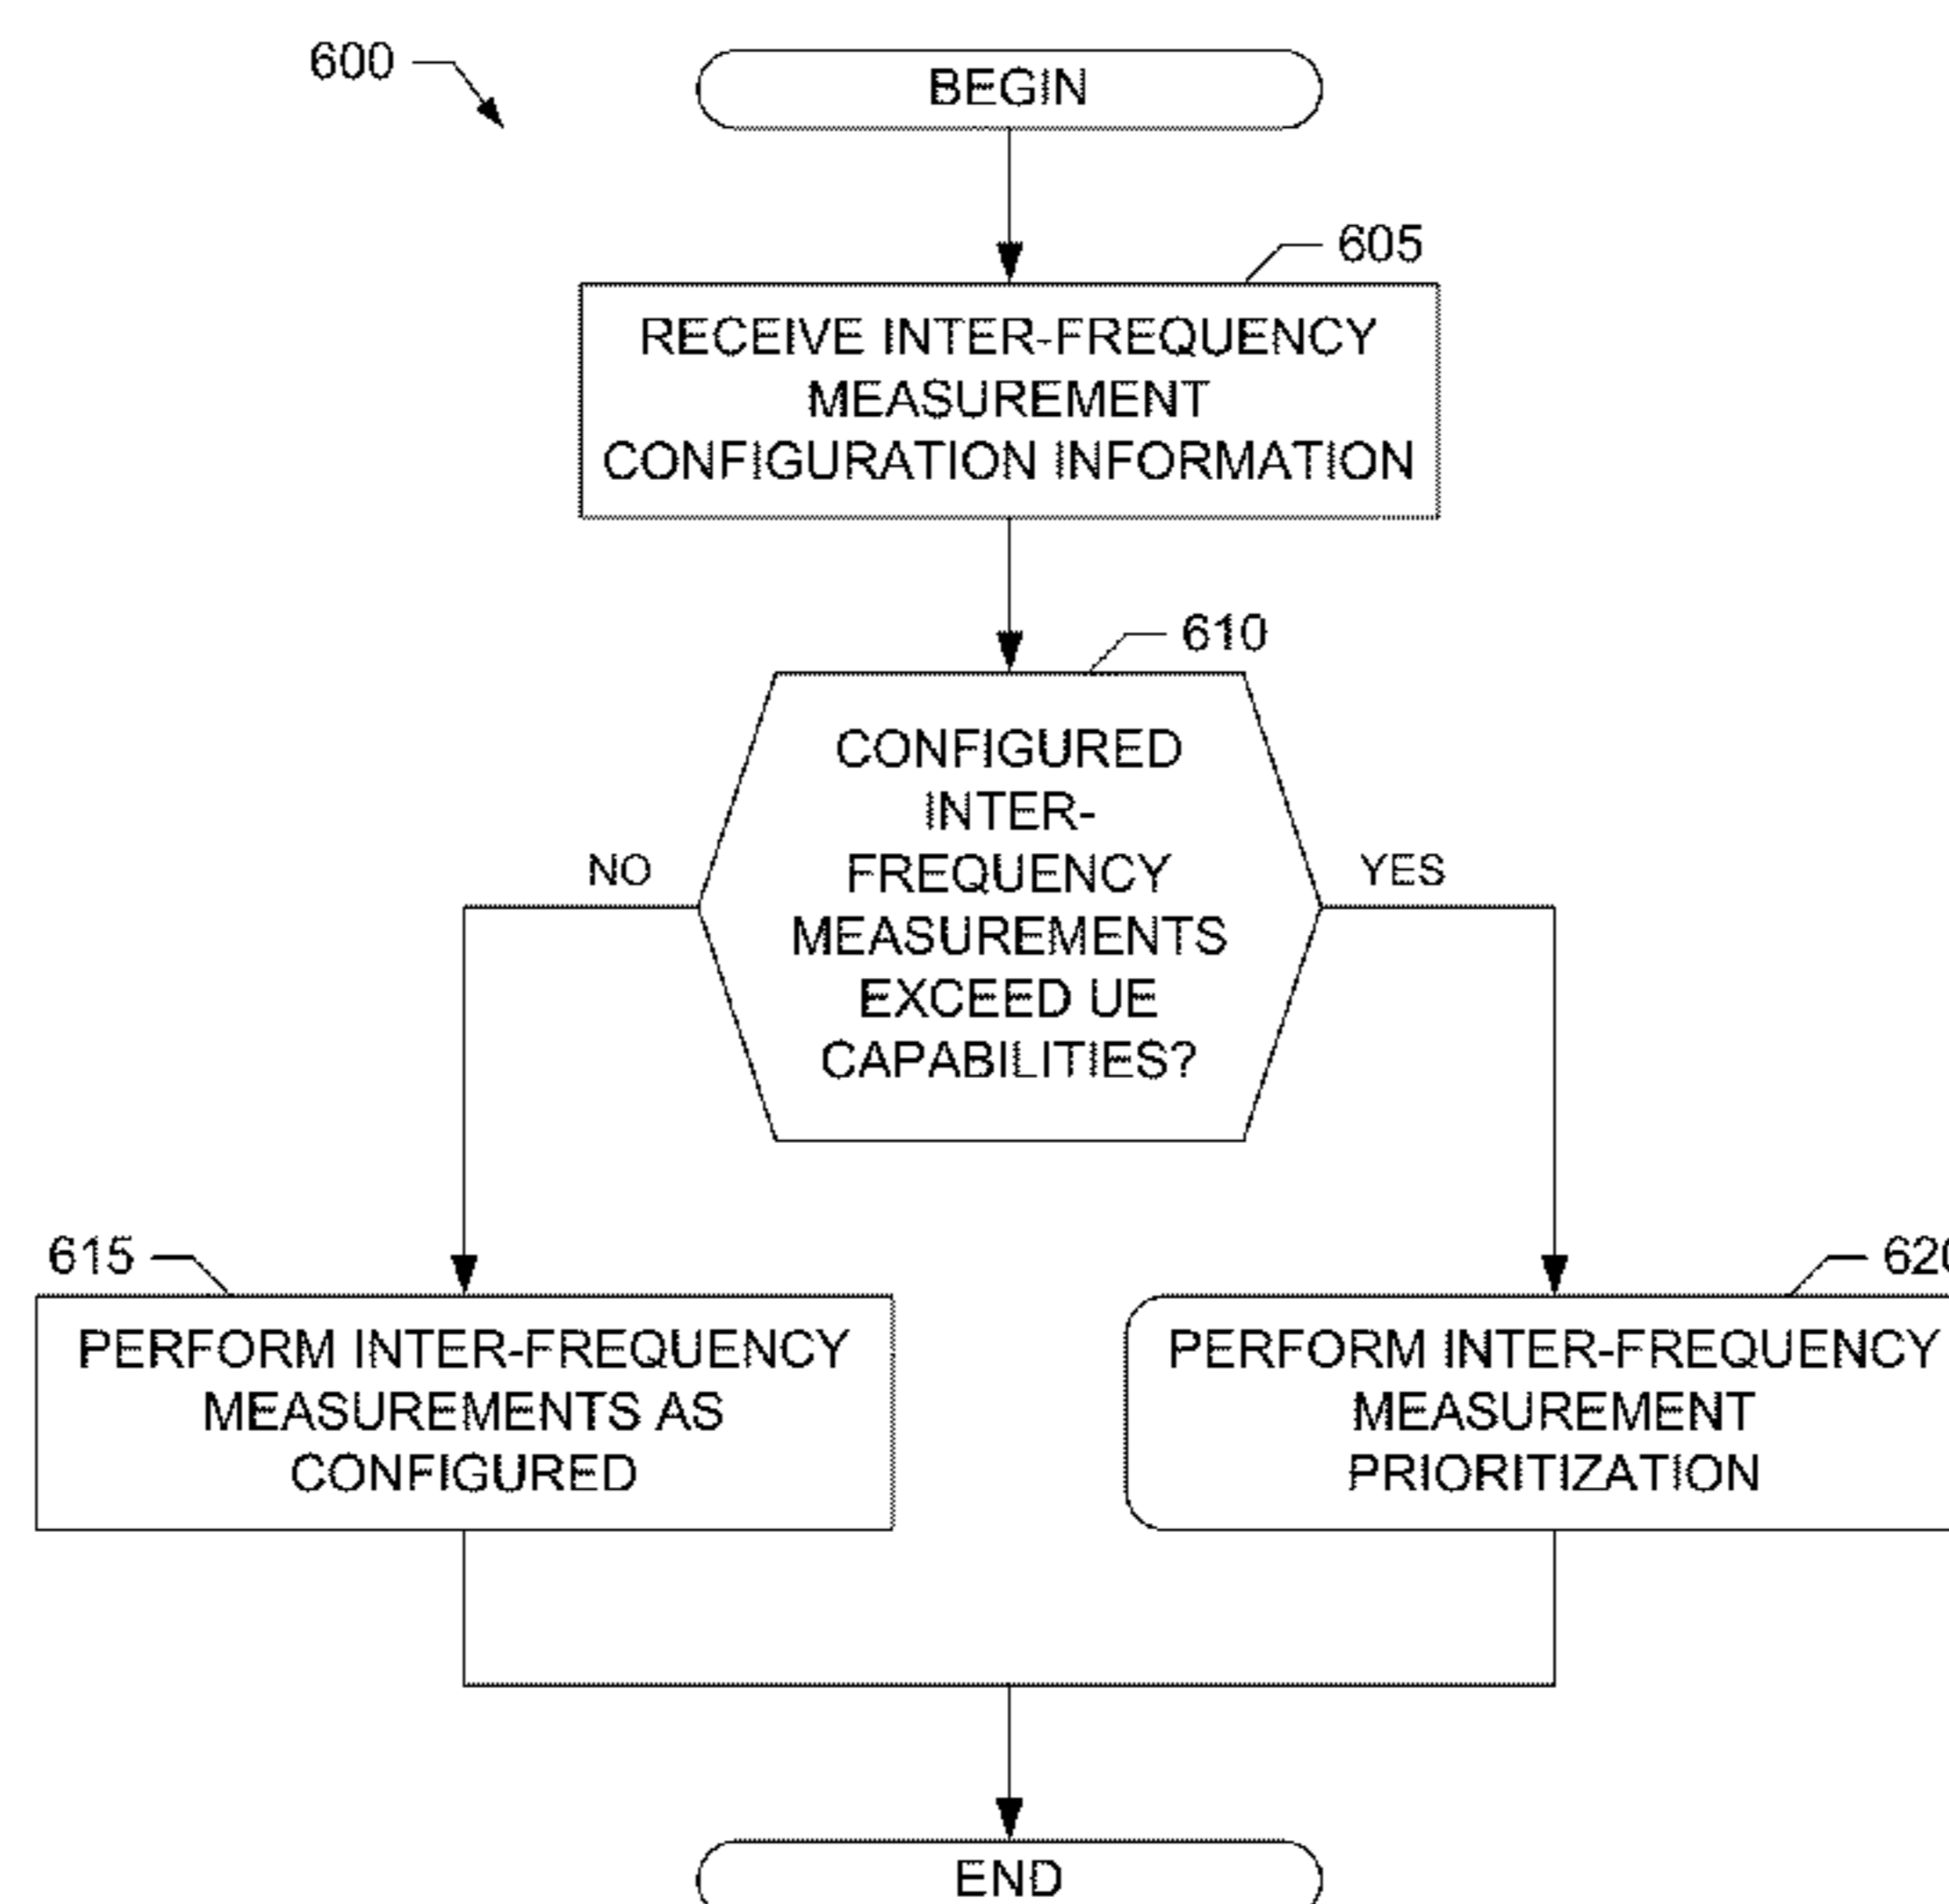 600
BEGIN
605
RECEIVE INTER-FREQUENCY
MEASUREMENT
CONFIGURATION INFORMATION
610
CONFIGURED
INTER-
FREQUENCY
MEASUREMENTS
EXCEED UE
CAPABILITIES?
NO
YES
615
PERFORM INTER-FREQUENCY
MEASUREMENTS AS
CONFIGURED
620
PERFORM INTER-FREQUENCY
MEASUREMENT
PRIORITIZATION
END